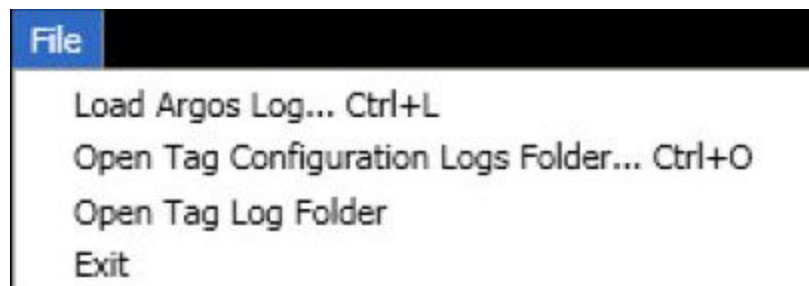 File
Load Argos Log... Ctrl+L
Open Tag Configuration Logs Folder... Ctrl+O
Open Tag Log Folder
Exit